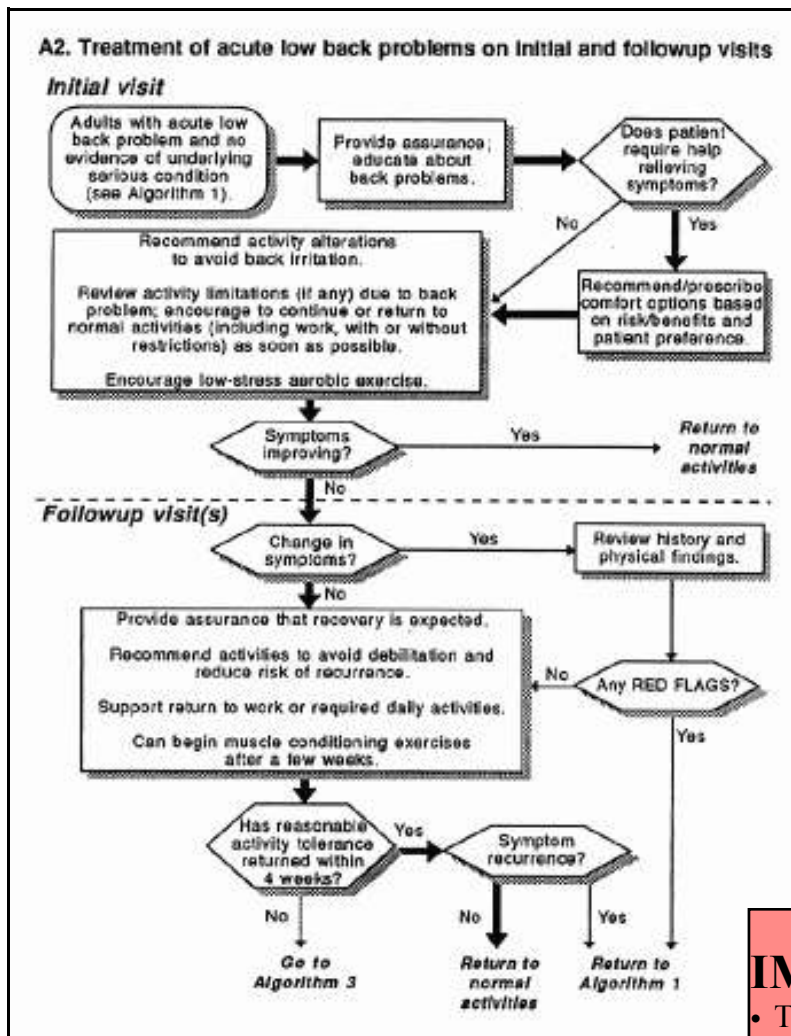 A2. Treatment of acute low back problems on initial and followup visits
Initial visit
Adults with acute low
back problem and no
evidence of underlying
serious condition
(see Algorithm 1).
Provide assurance;
educate about
back problems.
Does patient
require help
relieving
symptoms?
No
Yes
Recommend activity alterations
to avoid back irritation.
Review activity limitations (if any) due to back
problem; encourage to continue or return to
normal activities (including work, with or without
restrictions) as soon as possible.
Encourage low-stress aerobic exercise.
Recommend/prescribe
comfort options based
on risk/benefits and
patient preference.
Symptoms
improving?
Yes
Return to
normal
activities
No
Followup visit(s)
Change in
symptoms?
Yes
Review history and
physical findings.
No
Provide assurance that recovery is expected.
Recommend activities to avoid debilitation and
reduce risk of recurrence.
Support return to work or required daily activities.
Can begin muscle conditioning exercises
after a few weeks.
No
Any RED FLAGS?
Yes
Has reasonable
activity tolerance
returned within
4 weeks?
Yes
Symptom
recurrence?
No
No
Yes
Go to
Algorithm 3
Return to
normal
activities
Return to
Algorithm 1
IM
• T